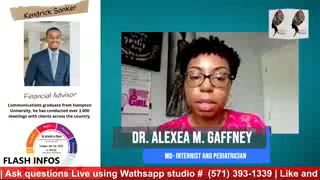 Kendrick Sanker
Financial Advisor
Communications graduate from Hampton
University, he has conducted over 2,000
meetings with clients across the country.
FLASH INFOS
GIRL
DR. ALEXEA M. GAFFNEY
MD- INTERNIST AND PEDIATRICIAN
| Ask questions Live using Wathsapp studio # (571) 393-1339 | Like and